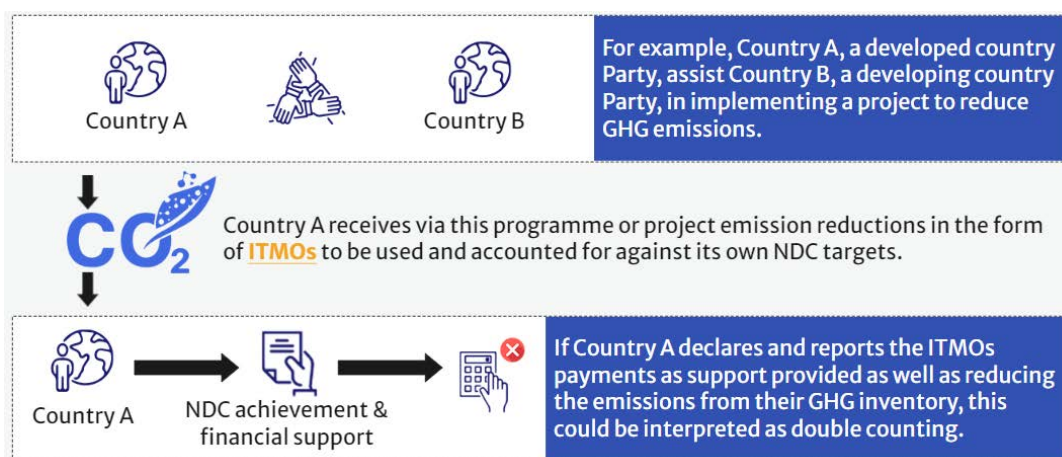 Country A
Country B
For example, Country A, a developed country
Party, assist Country B, a developing country
Party, in implementing a project to reduce
GHG emissions.
CO2
Country A receives via this programme or project emission reductions in the form
of ITMOs to be used and accounted for against its own NDC targets.
Country A
NDC achievement &
financial support
If Country A declares and reports the ITMOs
payments as support provided as well as reducing
the emissions from their GHG inventory, this
could be interpreted as double counting.